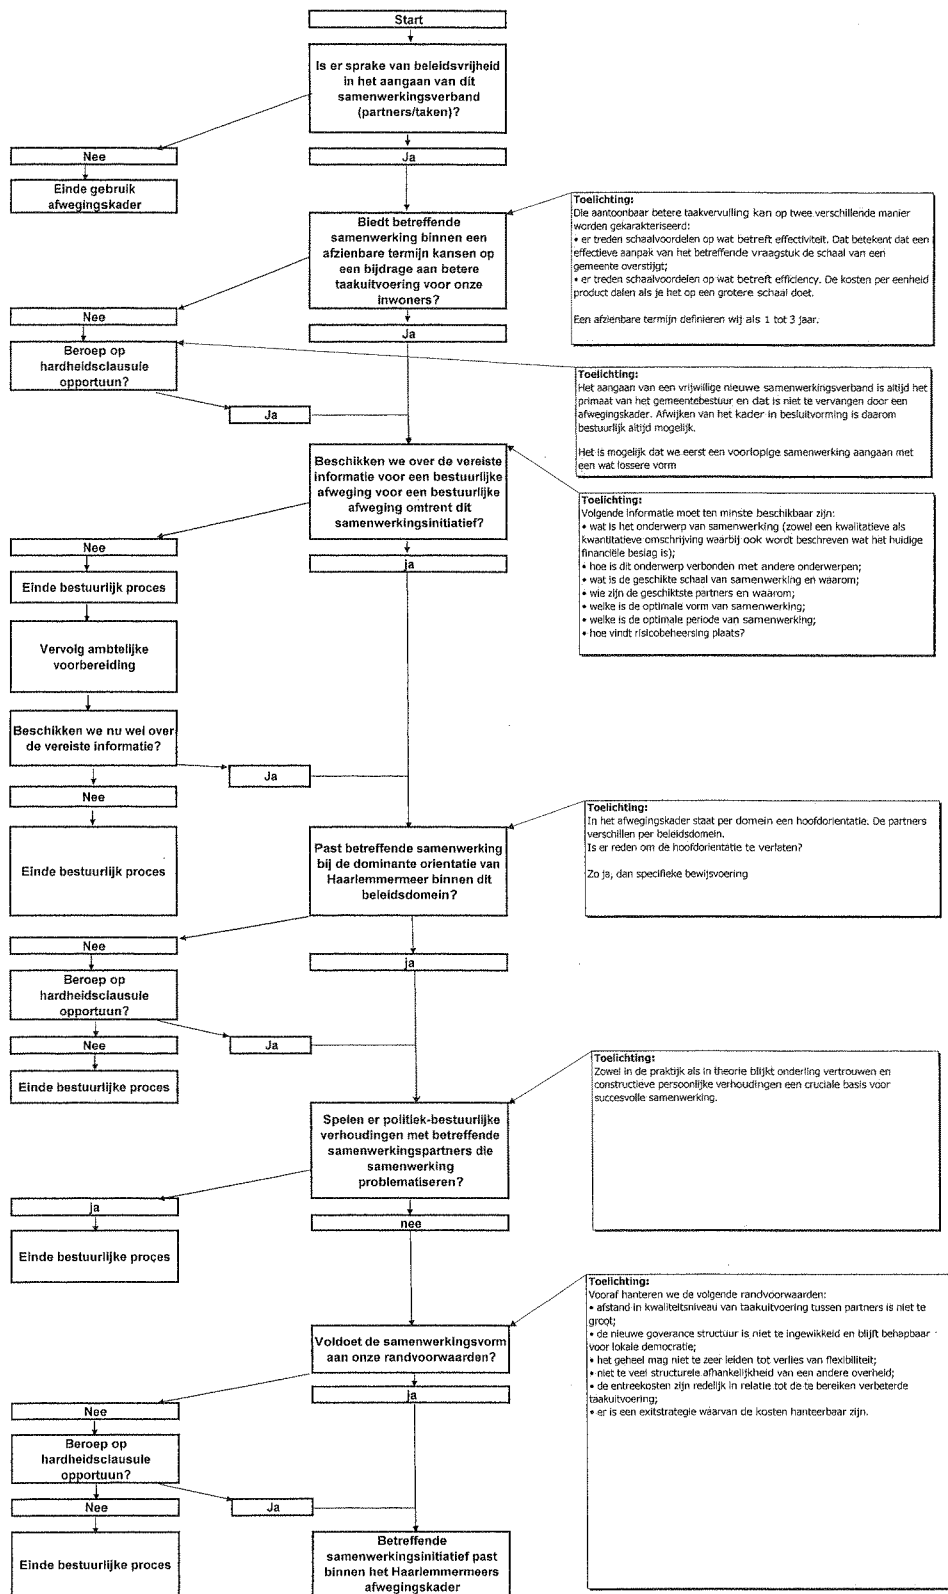 Start
Is er sprake van beleidsvrijheid
in het aangaan van dit
samenwerkingsverband
(partners/taken)?
Nee
Ja
Einde gebruik
afwegingskader
Biedt betreffende
samenwerking binnen een
afzienbare termijn kansen op
een bijdrage aan betere
taakuitvoering voor onze
inwoners?
Toelichting:
Die aantoonbaar betere taakvervulling kan op twee verschillende manier
worden gekarakteriseerd:
• er treden schaalvoordelen op wat betreft effectiviteit. Dat betekent dat een
effectieve aanpak van het betreffende vraagstuk de schaal van een
gemeente overstijgt;
• er treden schaalvoordelen op wat betreft efficiency. De kosten per eenheid
product dalen als je het op een grotere schaal doet.
Een afzienbare termijn definieren wij als 1 tot 3 jaar.
Nee
Ja
Beroep op
hardheidsclausule
opportuun?
Ja
Toelichting:
Het aangaan van een vrijwillige nieuwe samenwerkingsverband is altijd het
primaat van het gemeentebestuur en dat is niet te vervangen door een
afwegingskader. Afwijken van het kader in besluitvorming is daarom
bestuurlijk altijd mogelijk.
Het is mogelijk dat we eerst een voorlopige samenwerking aangaan met
een wat lossere vorm
Beschikken we over de vereiste
informatie voor een bestuurlijke
afweging voor een bestuurlijke
afweging omtrent dit
samenwerkingsinitiatief?
Toelichting:
Volgende informatie moet ten minste beschikbaar zijn:
• wat is het onderwerp van samenwerking (zowel een kwalitatieve als
kwantitatieve omschrijving waarbij ook wordt beschreven wat het huidige
financiële beslag is);
• hoe is dit onderwerp verbonden met andere onderwerpen;
• wat is de geschikte schaal van samenwerking en waarom;
• wie zijn de geschiktste partners en waarom;
• welke is de optimale vorm van samenwerking;
• welke is de optimale periode van samenwerking;
• hoe vindt risicobeheersing plaats?
Nee
ja
Einde bestuurlijk proces
Vervolg ambtelijke
voorbereiding
Beschikken we nu wel over
de vereiste informatie?
Ja
Nee
Einde bestuurlijk proces
Past betreffende samenwerking
bij de dominante orientatie van
Haarlemmermeer binnen dit
beleidsdomein?
Toelichting:
In het afwegingskader staat per domein een hoofdorientatie. De partners
verschillen per beleidsdomein.
Is er reden om de hoofdorientatie te verlaten?
Zo ja, dan specifieke bewijsvoering
Nee
ja
Beroep op
hardheidsclausule
opportuun?
Nee
Ja
Einde bestuurlijke proces
Toelichting:
Zowel in de praktijk als in theorie blijkt onderling vertrouwen en
constructieve persoonlijke verhoudingen een cruciale basis voor
succesvolle samenwerking.
Spelen er politiek-bestuurlijke
verhoudingen met betreffende
samenwerkingspartners die
samenwerking
problematiseren?
ja
nee
Einde bestuurlijke proces
Toelichting:
Vooraf hanteren we de volgende randvoorwaarden:
• afstand in kwaliteitsniveau van taakuitvoering tussen partners is niet te
groot;
• de nieuwe goverance structuur is niet te ingewikkeld en blijft behapbaar
voor lokale democratie;
• het geheel mag niet te zeer leiden tot verlies van flexibiliteit;
• niet te veel structurele afhankelijkheid van een andere overheid;
• de entreekosten zijn redelijk in relatie tot de te bereiken verbeterde
taakuitvoering;
• er is een exitstrategie waarvan de kosten hanteerbaar zijn.
Voldoet de samenwerkingsvorm
aan onze randvoorwaarden?
Nee
ja
Beroep op
hardheidsclausule
opportuun?
Nee
Ja
Einde bestuurlijke proces
Betreffende
samenwerkingsinitiatief past
binnen het Haarlemmermeers
afwegingskader